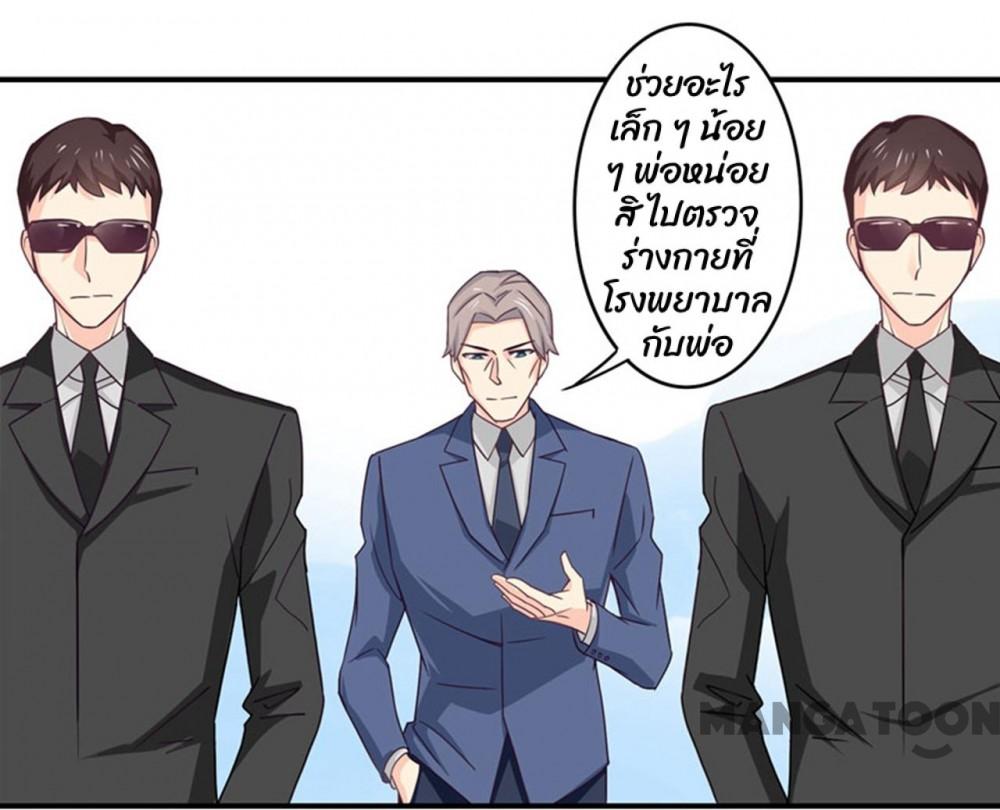 ช่วยอะไร
เล็ก ๆ น้อย
ๆ พ่อหน่อย
สิ ไปตรวจ
ร่างกายที่
โรงพยาบาล
กับพ่อ
MANGATOON